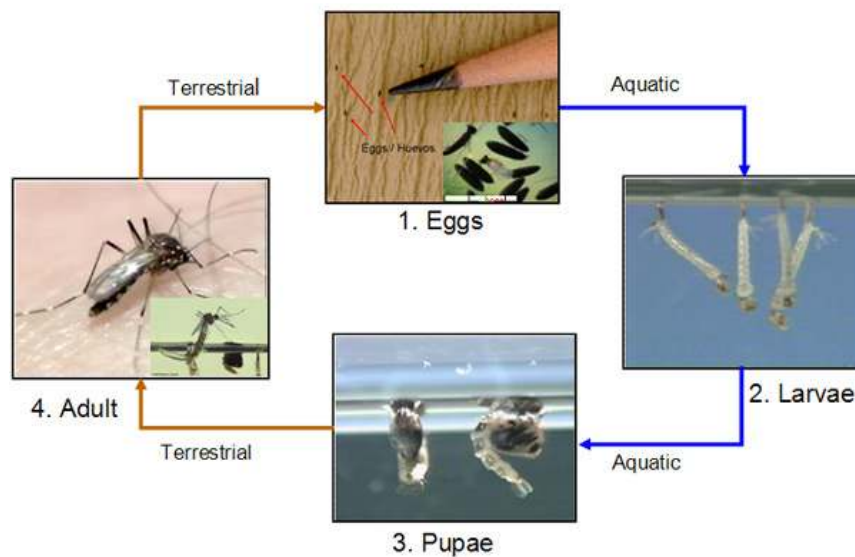 Terrestrial
Aquatic
Eggs / Huevos
1. Eggs
2. Larvae
4. Adult
Terrestrial
Aquatic
3. Pupae